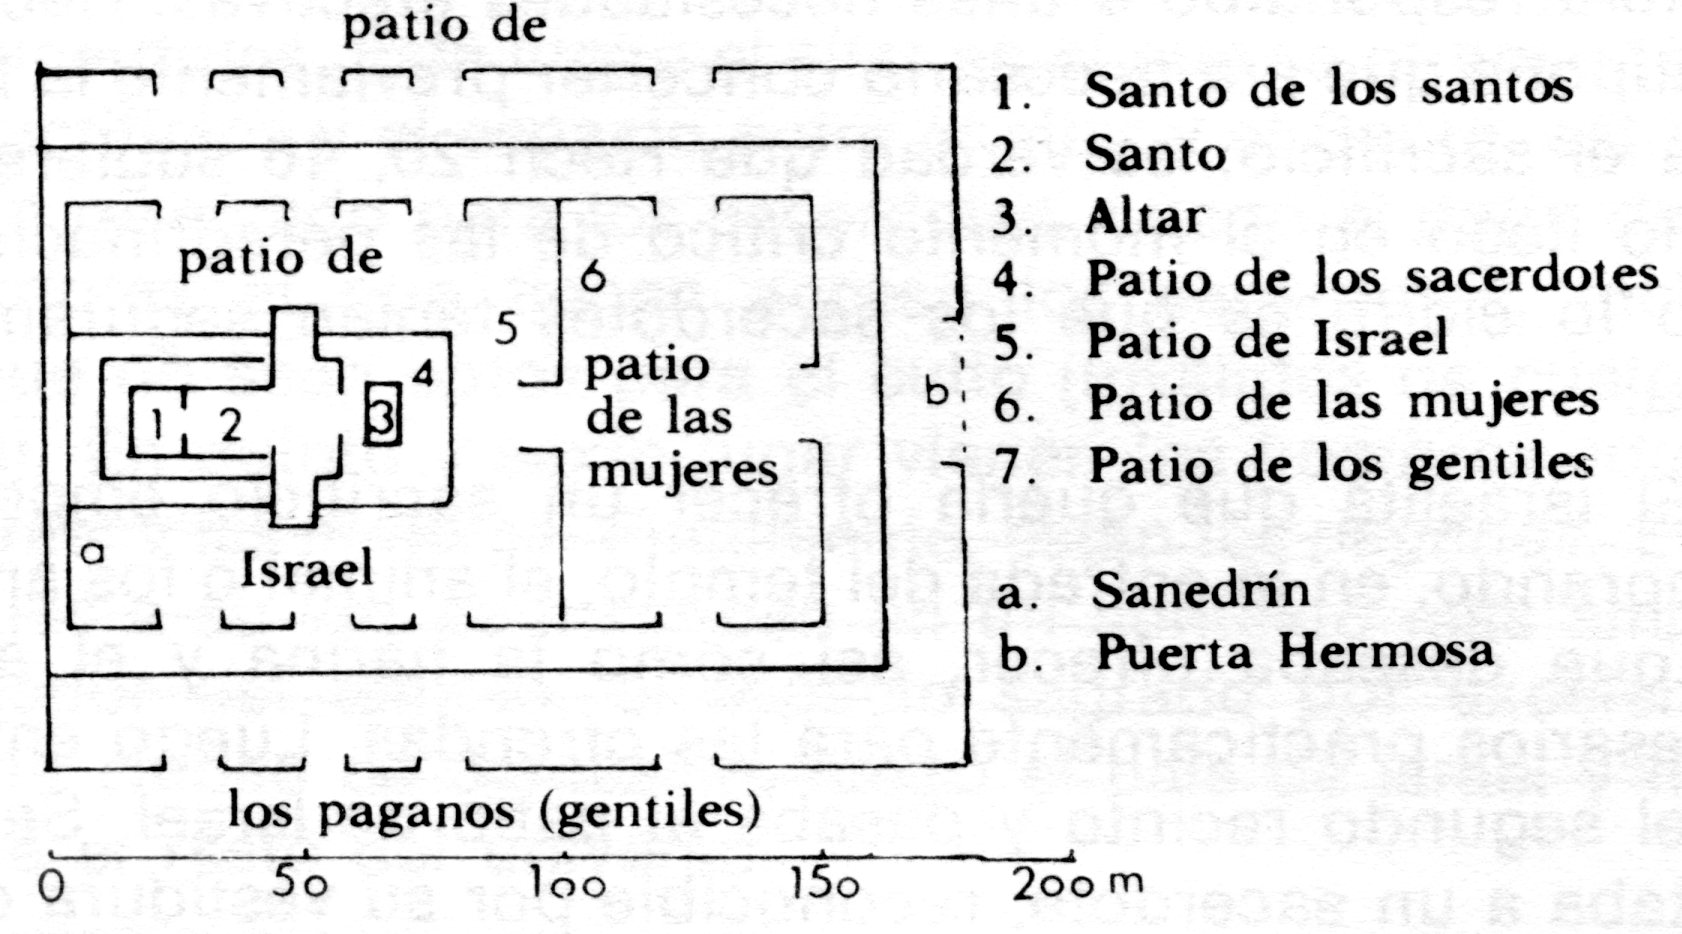 patio de
patio de
1
2
3
4
5
6
patio
de las
mujeres
a
Israel
b
los paganos (gentiles)
0 50 100 150 200 m
1. Santo de los santos
2. Santo
3. Altar
4. Patio de los sacerdotes
5. Patio de Israel
6. Patio de las mujeres
7. Patio de los gentiles
a. Sanedrín
b. Puerta Hermosa